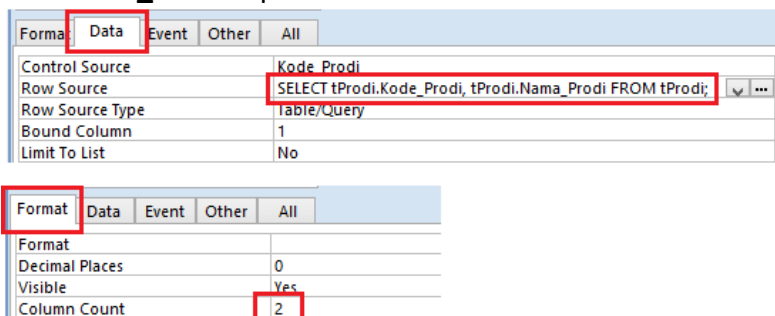 Format Data Event Other All
Control Source Kode_Prodi
Row Source SELECT tProdi.Kode_Prodi, tProdi.Nama_Prodi FROM tProdi;
Row Source Type Table/Query
Bound Column 1
Limit To List No
Format Data Event Other All
Format
Decimal Places 0
Visible Yes
Column Count 2